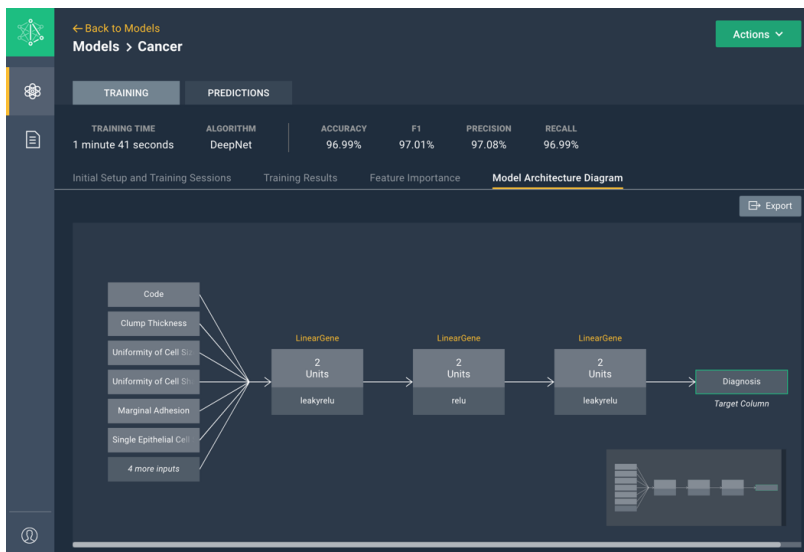 ← Back to Models
Models > Cancer
Actions
TRAINING
PREDICTIONS
TRAINING TIME
ALGORITHM
ACCURACY
F1
PRECISION
RECALL
1 minute 41 seconds
DeepNet
96.99%
97.01%
97.08%
96.99%
Initial Setup and Training Sessions
Training Results
Feature Importance
Model Architecture Diagram
Export
Code
Clump Thickness
Uniformity of Cell
Uniformity of Cell
Marginal Adhesion
Single Epithelial Cell
4 more inputs
LinearGene
2
Units
leakyrelu
LinearGene
2
Units
relu
LinearGene
2
Units
leakyrelu
Diagnosis
Target Column